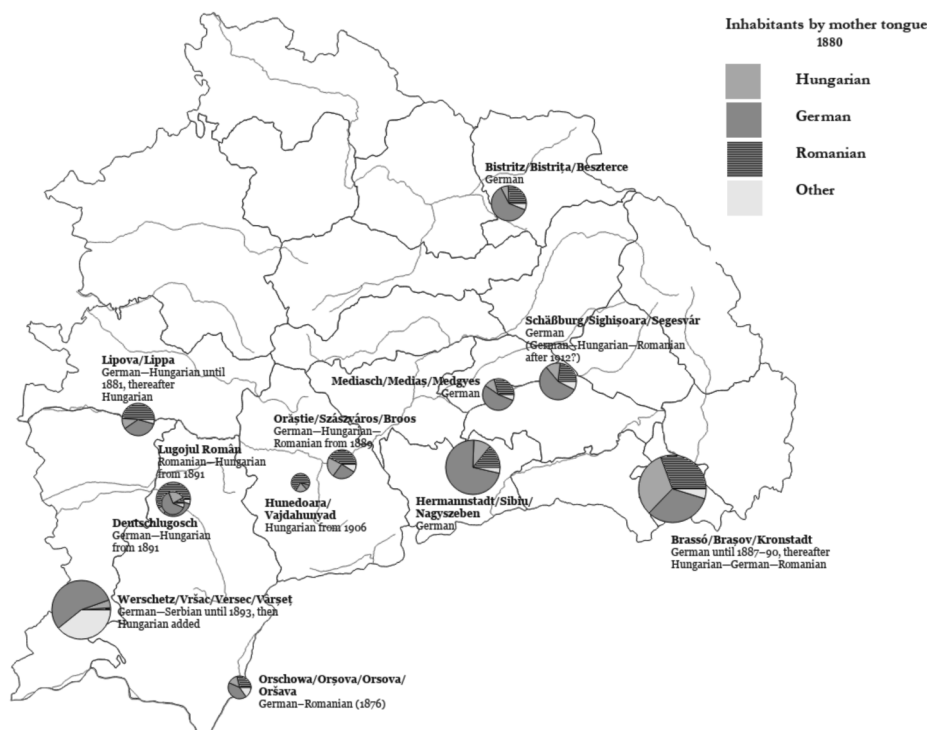 Inhabitants by mother tongue
1880
Hungarian
German
Romanian
Other
Bistritz/Bistrița/Beszterce
German
Schäßburg/Sighișoara/Segesvár
German
(German–Hungarian–Romanian
after 1912?)
Lipova/Lippa
German—Hungarian until
1881, thereafter
Hungarian
Mediasch/Mediaș/Medgyes
German
Orăștie/Szászváros/Broos
German—Hungarian—
Romanian from 1889
Lugojul Român
Romanian—Hungarian
from 1891
Hunedoara/
Vajdahunyad
Hungarian from 1906
Hermannstadt/Sibiu/
Nagyszeben
German
Deutschlugosch
German—Hungarian
from 1891
Brassó/Brașov/Kronstadt
German until 1887–90, thereafter
Hungarian—German—Romanian
Werschetz/Vršac/Versec/Vârșeț
German—Serbian until 1893, then
Hungarian added
Orschowa/Orșova/Orsova/
Oršava
German–Romanian (1876)